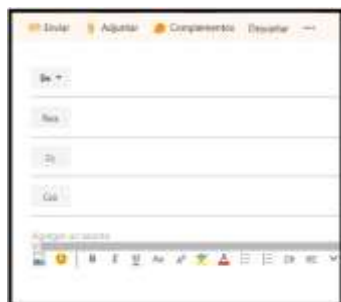 Enviar Adjuntar Complementos Descartar ...
De
Para
Cc
Cco
Agregar un asunto
B I U A